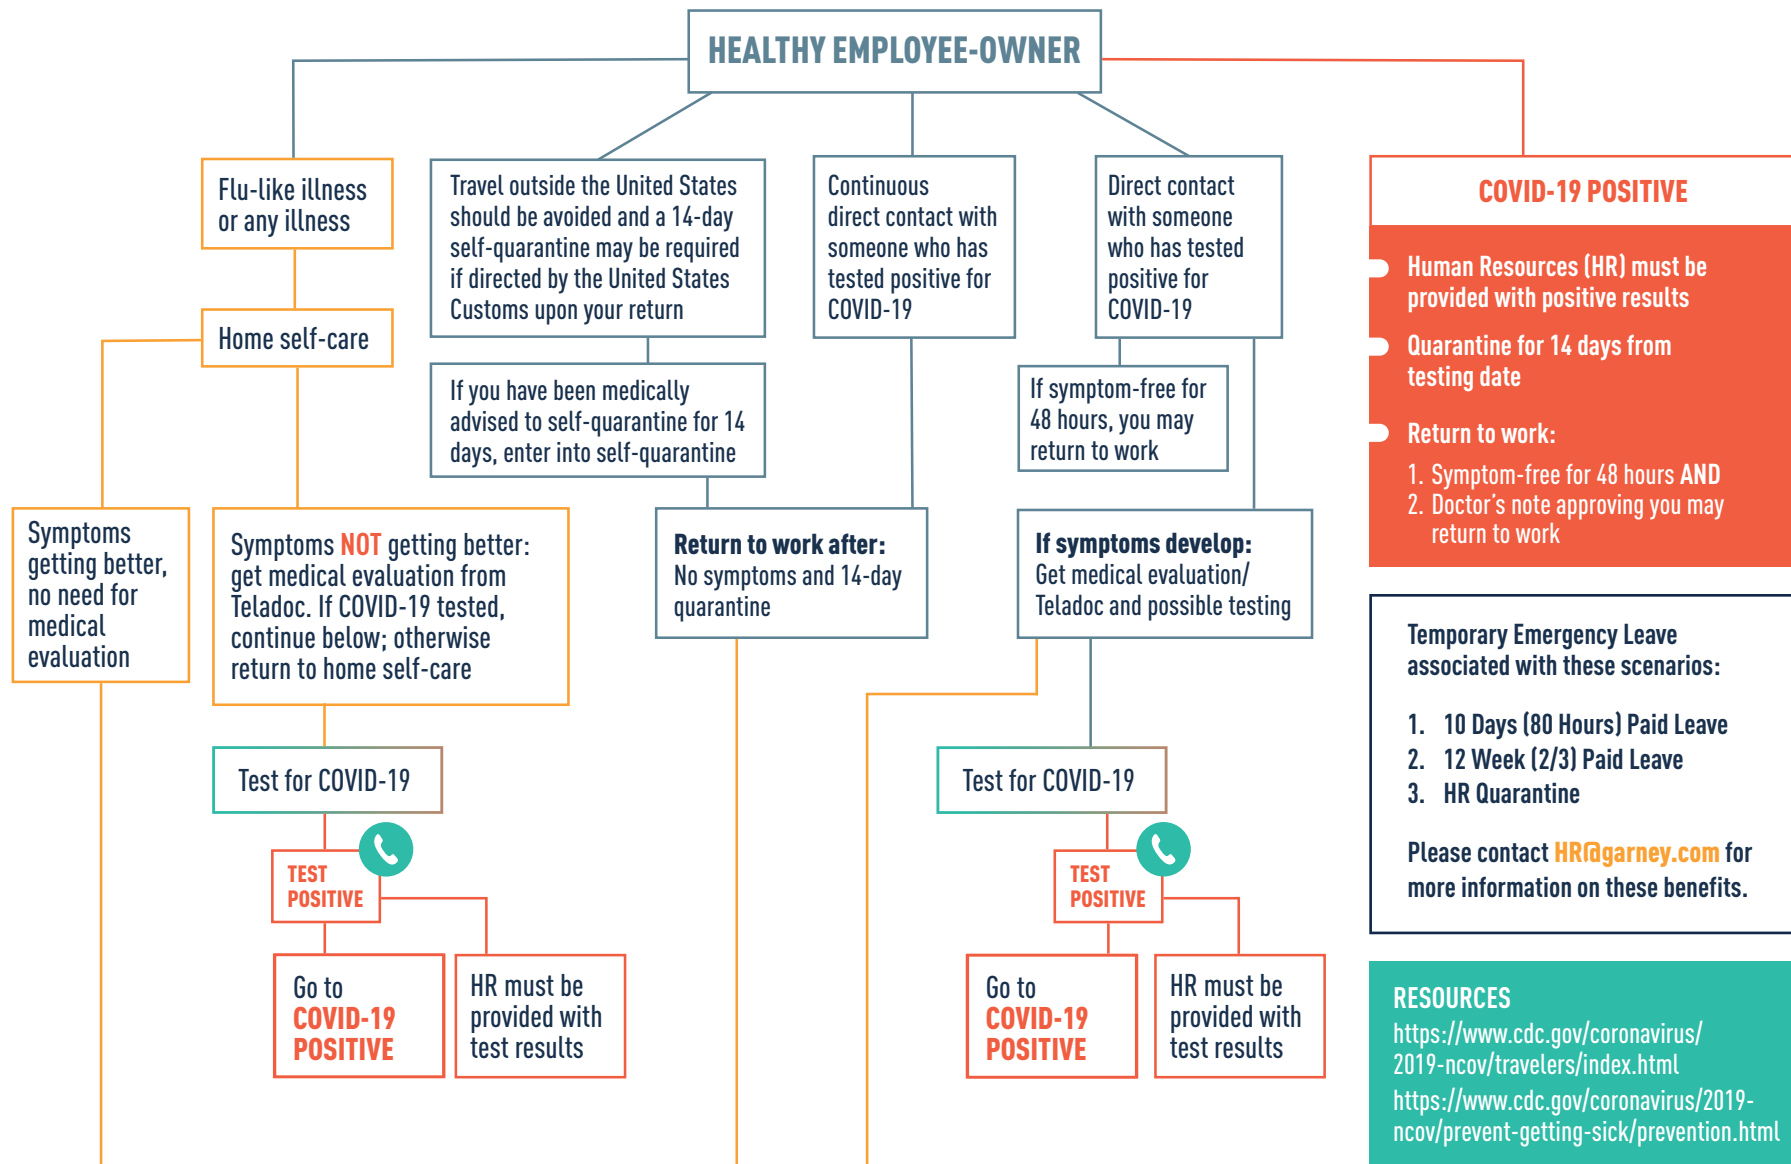 HEALTHY EMPLOYEE-OWNER
Flu-like illness
or any illness
Home self-care
Symptoms
getting better,
no need for
medical
evaluation
Symptoms NOT getting better:
get medical evaluation from
Teladoc. If COVID-19 tested,
continue below; otherwise
return to home self-care
Test for COVID-19
TEST
POSITIVE
Go to
COVID-19
POSITIVE
HR must be
provided with
test results
Travel outside the United States
should be avoided and a 14-day
self-quarantine may be required
if directed by the United States
Customs upon your return
If you have been medically
advised to self-quarantine for 14
days, enter into self-quarantine
Continuous
direct contact with
someone who has
tested positive for
COVID-19
Return to work after:
No symptoms and 14-day
quarantine
Direct contact
with someone
who has tested
positive for
COVID-19
If symptom-free for
48 hours, you may
return to work
If symptoms develop:
Get medical evaluation/
Teladoc and possible testing
Test for COVID-19
TEST
POSITIVE
Go to
COVID-19
POSITIVE
HR must be
provided with
test results
COVID-19 POSITIVE
Human Resources (HR) must be
provided with positive results
Quarantine for 14 days from
testing date
Return to work:
1. Symptom-free for 48 hours AND
2. Doctor’s note approving you may
return to work
Temporary Emergency Leave
associated with these scenarios:
1. 10 Days (80 Hours) Paid Leave
2. 12 Week (2/3) Paid Leave
3. HR Quarantine
Please contact HR@garney.com for
more information on these benefits.
RESOURCES
https://www.cdc.gov/coronavirus/
2019-ncov/travelers/index.html
https://www.cdc.gov/coronavirus/2019-
ncov/prevent-getting-sick/prevention.html